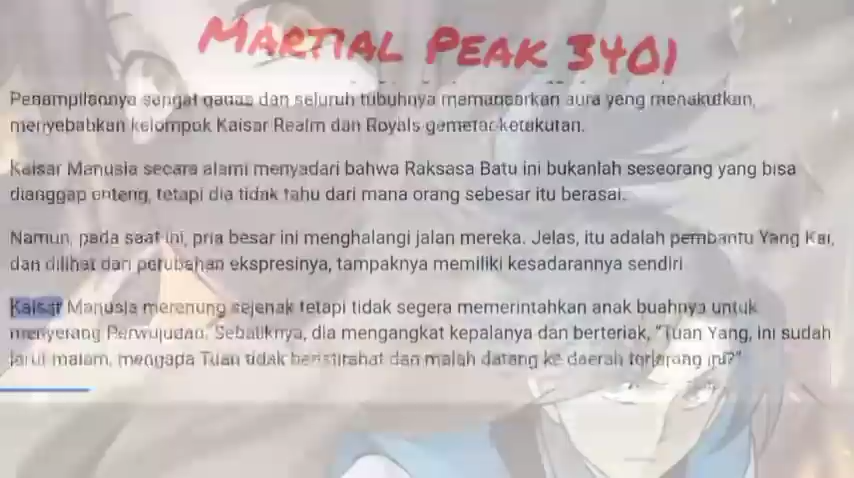 MARTIAL PEAK 3401
Penampilannya sangat ganas dan seluruh tubuhnya memancarkan aura yang menakutkan,
menyebabkan kelompok Kaisar Realm dan Royals gemetar ketakutan.
Kaisar Manusia secara alami menyadari bahwa Raksasa Batu ini bukanlah seseorang yang bisa
dianggap enteng, tetapi dia tidak tahu dari mana orang sebesar itu berasal.
Namun, pada saat ini, pria besar ini menghalangi jalan mereka. Jelas, itu adalah pembantu Yang Kai,
dan dilihat dari perubahan ekspresinya, tampaknya memiliki kesadarannya sendiri
Kaisar Manusia merenung sejenak tetapi tidak segera memerintahkan anak buahnya untuk
menyerang Perwujudan. Sebaliknya, dia mengangkat kepalanya dan berteriak, "Tuan Yang, ini sudah
larut malam, mengapa Tuan tidak beristirahat dan malah datang ke daerah terlarang ini?"